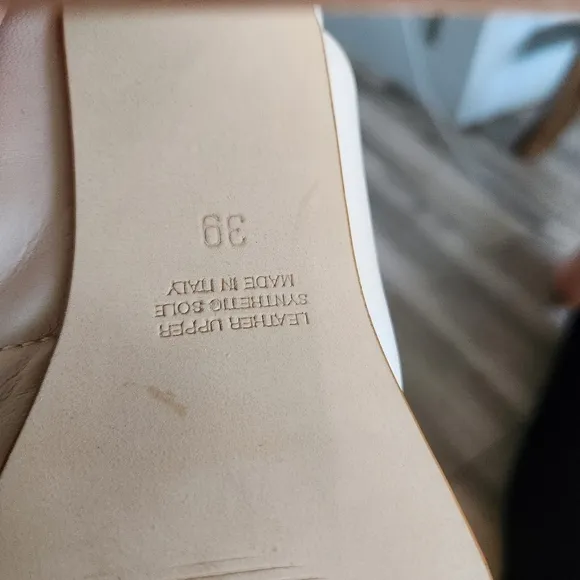 LEATHER UPPER
SYNTHETIC SOLE
MADE IN ITALY
39